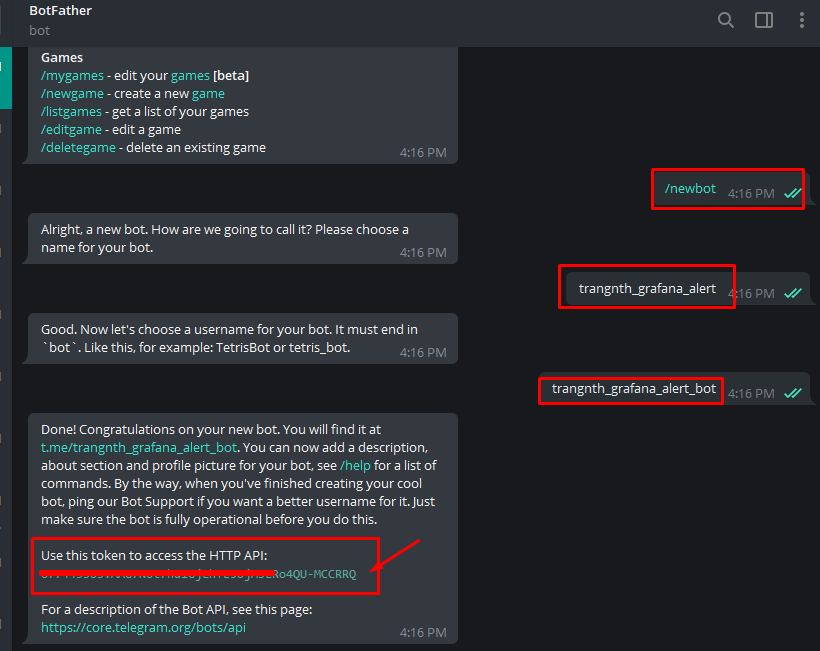 BotFather
bot
Games
/mygames - edit your games [beta]
/newgame - create a new game
/listgames - get a list of your games
/editgame - edit a game
/deletegame - delete an existing game
4:16 PM
/newbot 4:16 PM
Alright, a new bot. How are we going to call it? Please choose a
name for your bot.
4:16 PM
trangnth_grafana_alert 4:16 PM
Good. Now let's choose a username for your bot. It must end in
`bot`. Like this, for example: TetrisBot or tetris_bot.
4:16 PM
trangnth_grafana_alert_bot 4:16 PM
Done! Congratulations on your new bot. You will find it at
t.me/trangnth_grafana_alert_bot. You can now add a description,
about section and profile picture for your bot, see /help for a list of
commands. By the way, when you've finished creating your cool
bot, ping our Bot Support if you want a better username for it. Just
make sure the bot is fully operational before you do this.
Use this token to access the HTTP API:
Ro4QU-MCCRRQ
For a description of the Bot API, see this page:
https://core.telegram.org/bots/api
4:16 PM